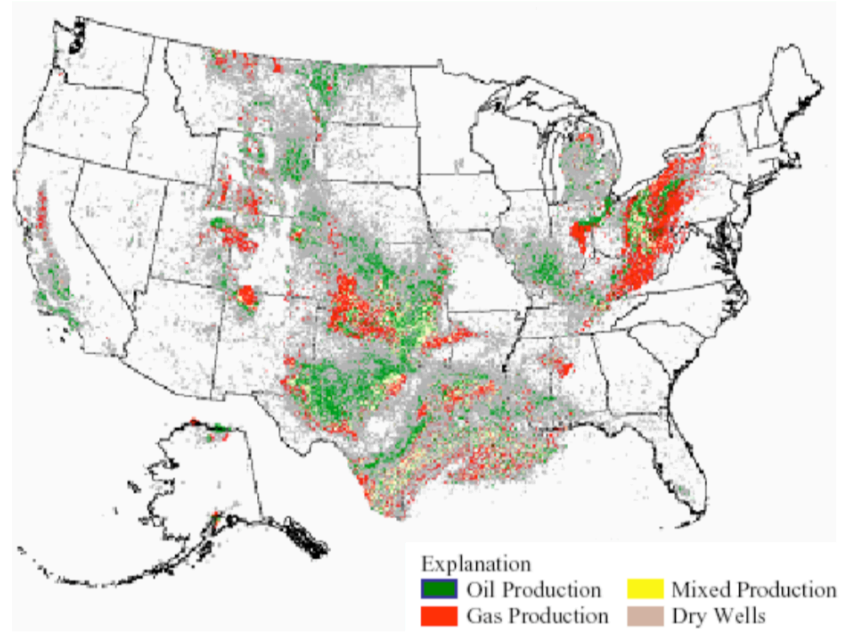 Explanation
Oil Production
Mixed Production
Gas Production
Dry Wells